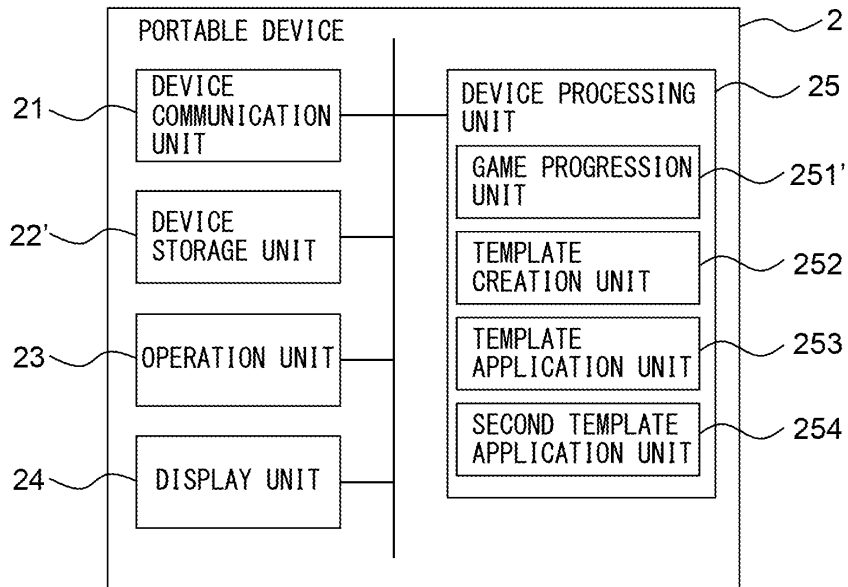 PORTABLE DEVICE
2
21
DEVICE
COMMUNICATION
UNIT
22'
DEVICE
STORAGE UNIT
23
OPERATION UNIT
24
DISPLAY UNIT
25
DEVICE PROCESSING
UNIT
GAME PROGRESSION
UNIT
251’
TEMPLATE
CREATION UNIT
252
TEMPLATE
APPLICATION UNIT
253
SECOND TEMPLATE
APPLICATION UNIT
254